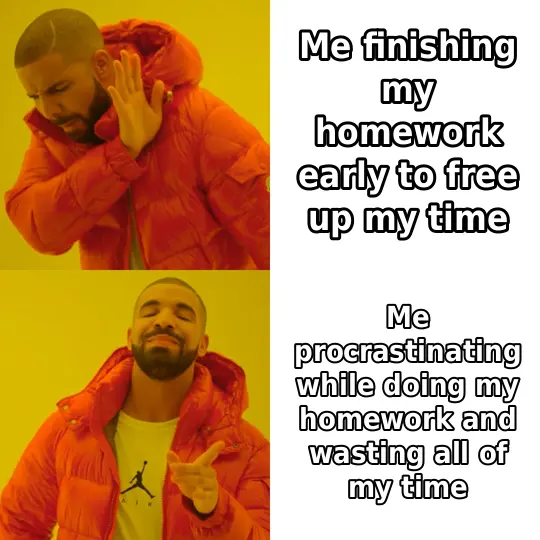 Me finishing
my
homework
early to free
up my time
Me
procrastinating
while doing my
homework and
wasting all of
my time
AIR